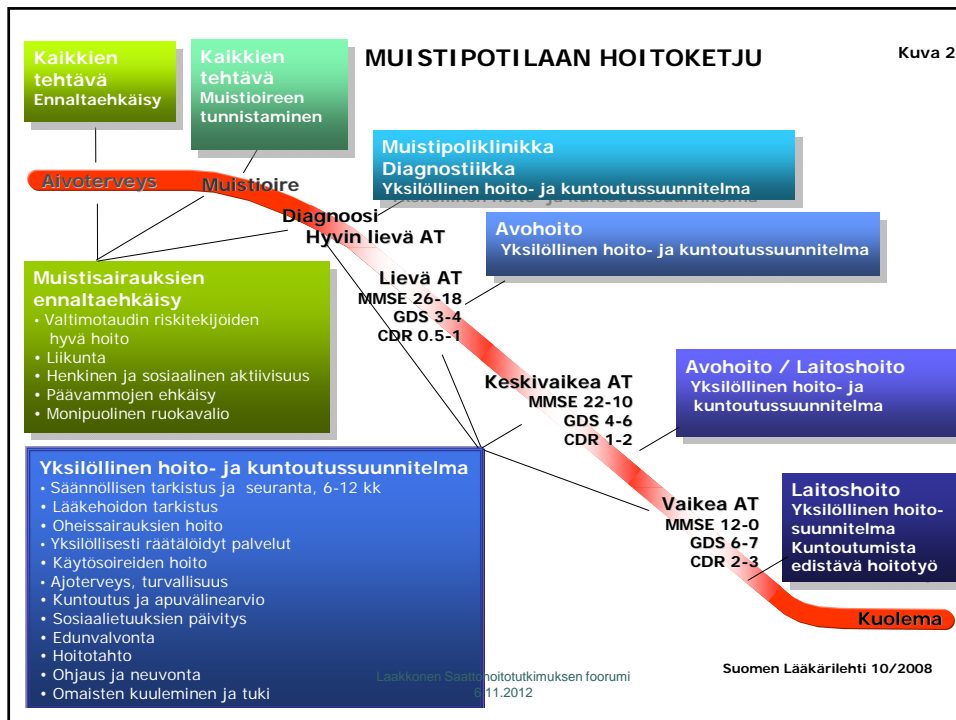 MUISTIPOTILAAN HOITOKETJU
Kuva 2
Kaikkien
tehtävä
Ennaltaehkäisy
Kaikkien
tehtävä
Muistioireen
tunnistaminen
Muistipoliklinikka
Diagnostiikka
Yksilöllinen hoito- ja kuntoutussuunnitelma
Aivoterveys
Muistioire
Diagnoosi
Hyvin lievä AT
Avohoito
Yksilöllinen hoito- ja kuntoutussuunnitelma
Muistisairauksien
ennaltaehkäisy
• Valtimotaudin riskitekijöiden
hyvä hoito
• Liikunta
• Henkinen ja sosiaalinen aktiivisuus
• Päävammojen ehkäisy
• Monipuolinen ruokavalio
Lievä AT
MMSE 26-18
GDS 3-4
CDR 0.5-1
Keskivaikea AT
MMSE 22-10
GDS 4-6
CDR 1-2
Avohoito / Laitoshoito
Yksilöllinen hoito- ja
kuntoutussuunnitelma
Yksilöllinen hoito- ja kuntoutussuunnitelma
• Säännöllisen tarkistus ja seuranta, 6-12 kk
• Lääkehoidon tarkistus
• Oheissairauksien hoito
• Yksilöllisesti räätälöidyt palvelut
• Käytösoireiden hoito
• Ajoterveys, turvallisuus
• Kuntoutus ja apuvälinearvio
• Sosiaalietuuksien päivitys
• Edunvalvonta
• Hoitotahto
• Ohjaus ja neuvonta
• Omaisten kuuleminen ja tuki
Vaikea AT
MMSE 12-0
GDS 6-7
CDR 2-3
Laitoshoito
Yksilöllinen hoito-
suunnitelma
Kuntoutumista
edistävä hoitotyö
Kuolema
Laakkonen Saattohoitotutkimuksen foorumi
6.11.2012
Suomen Lääkärilehti 10/2008